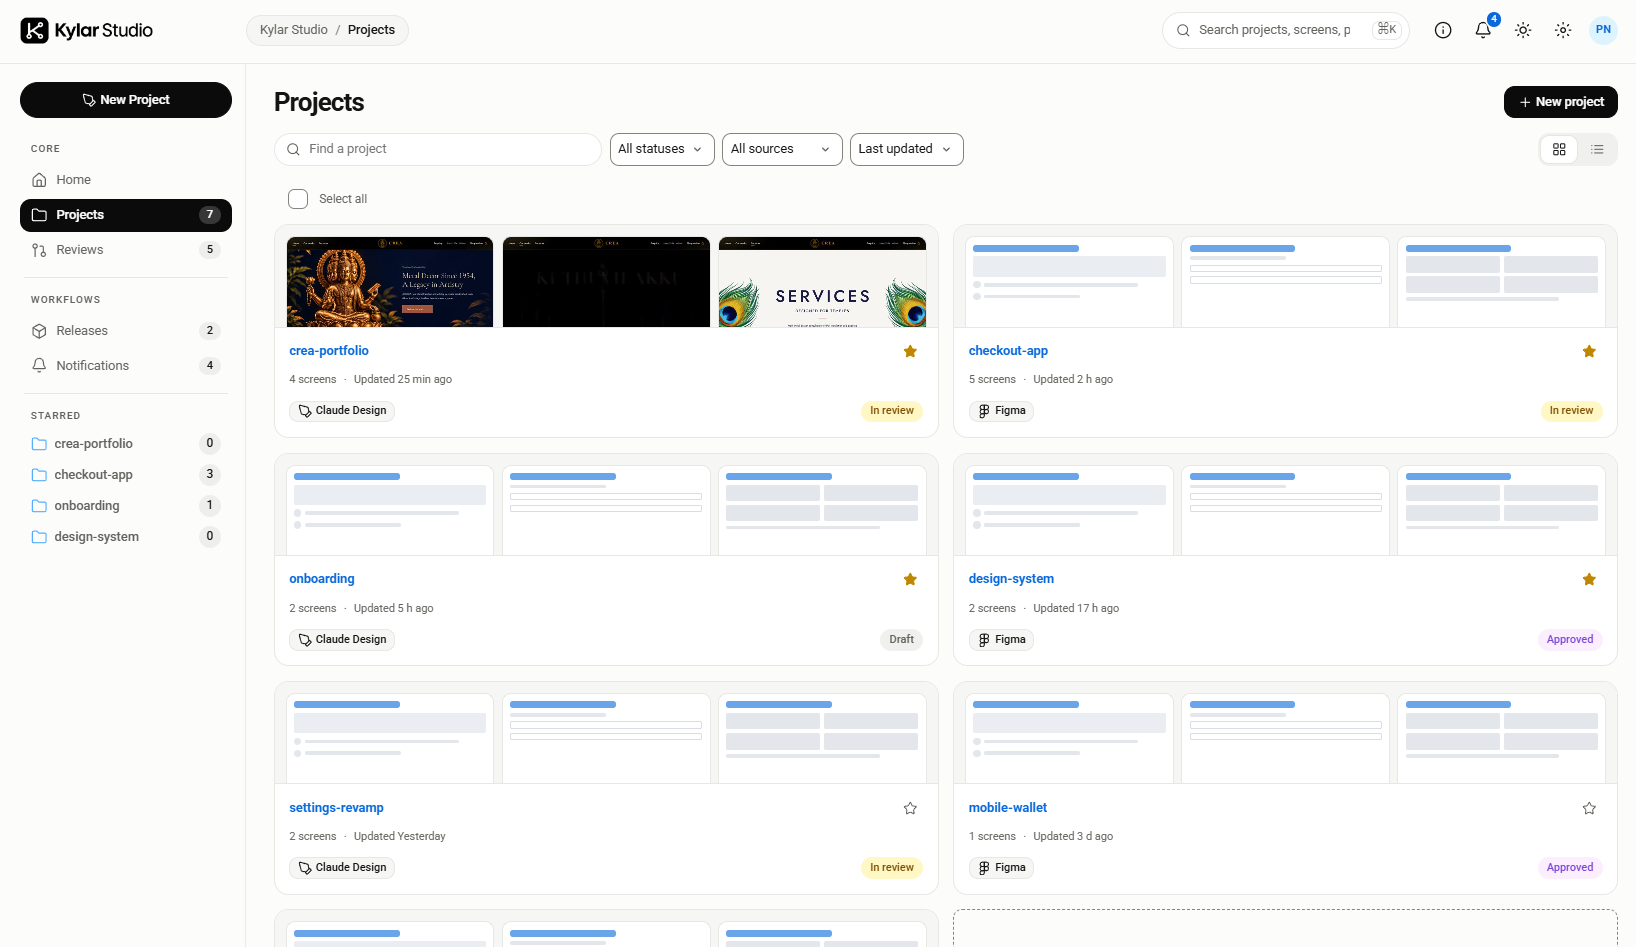 Kylar Studio
Kylar Studio / Projects
Search projects, screens, p
⌘K
4
PN
New Project
CORE
Home
Projects 7
Reviews 5
WORKFLOWS
Releases 2
Notifications 4
STARRED
crea-portfolio 0
checkout-app 3
onboarding 1
design-system 0
Projects
+ New project
Find a project
All statuses
All sources
Last updated
Select all
CREA
Metal Decor Since 1954,
A Legacy in Artistry
CREA
CREA
SERVICES
DESIGNED FOR TEMPLES
crea-portfolio
4 screens · Updated 25 min ago
Claude Design
In review
checkout-app
5 screens · Updated 2 h ago
Figma
In review
onboarding
2 screens · Updated 5 h ago
Claude Design
Draft
design-system
2 screens · Updated 17 h ago
Figma
Approved
settings-revamp
2 screens · Updated Yesterday
Claude Design
In review
mobile-wallet
1 screens · Updated 3 d ago
Figma
Approved